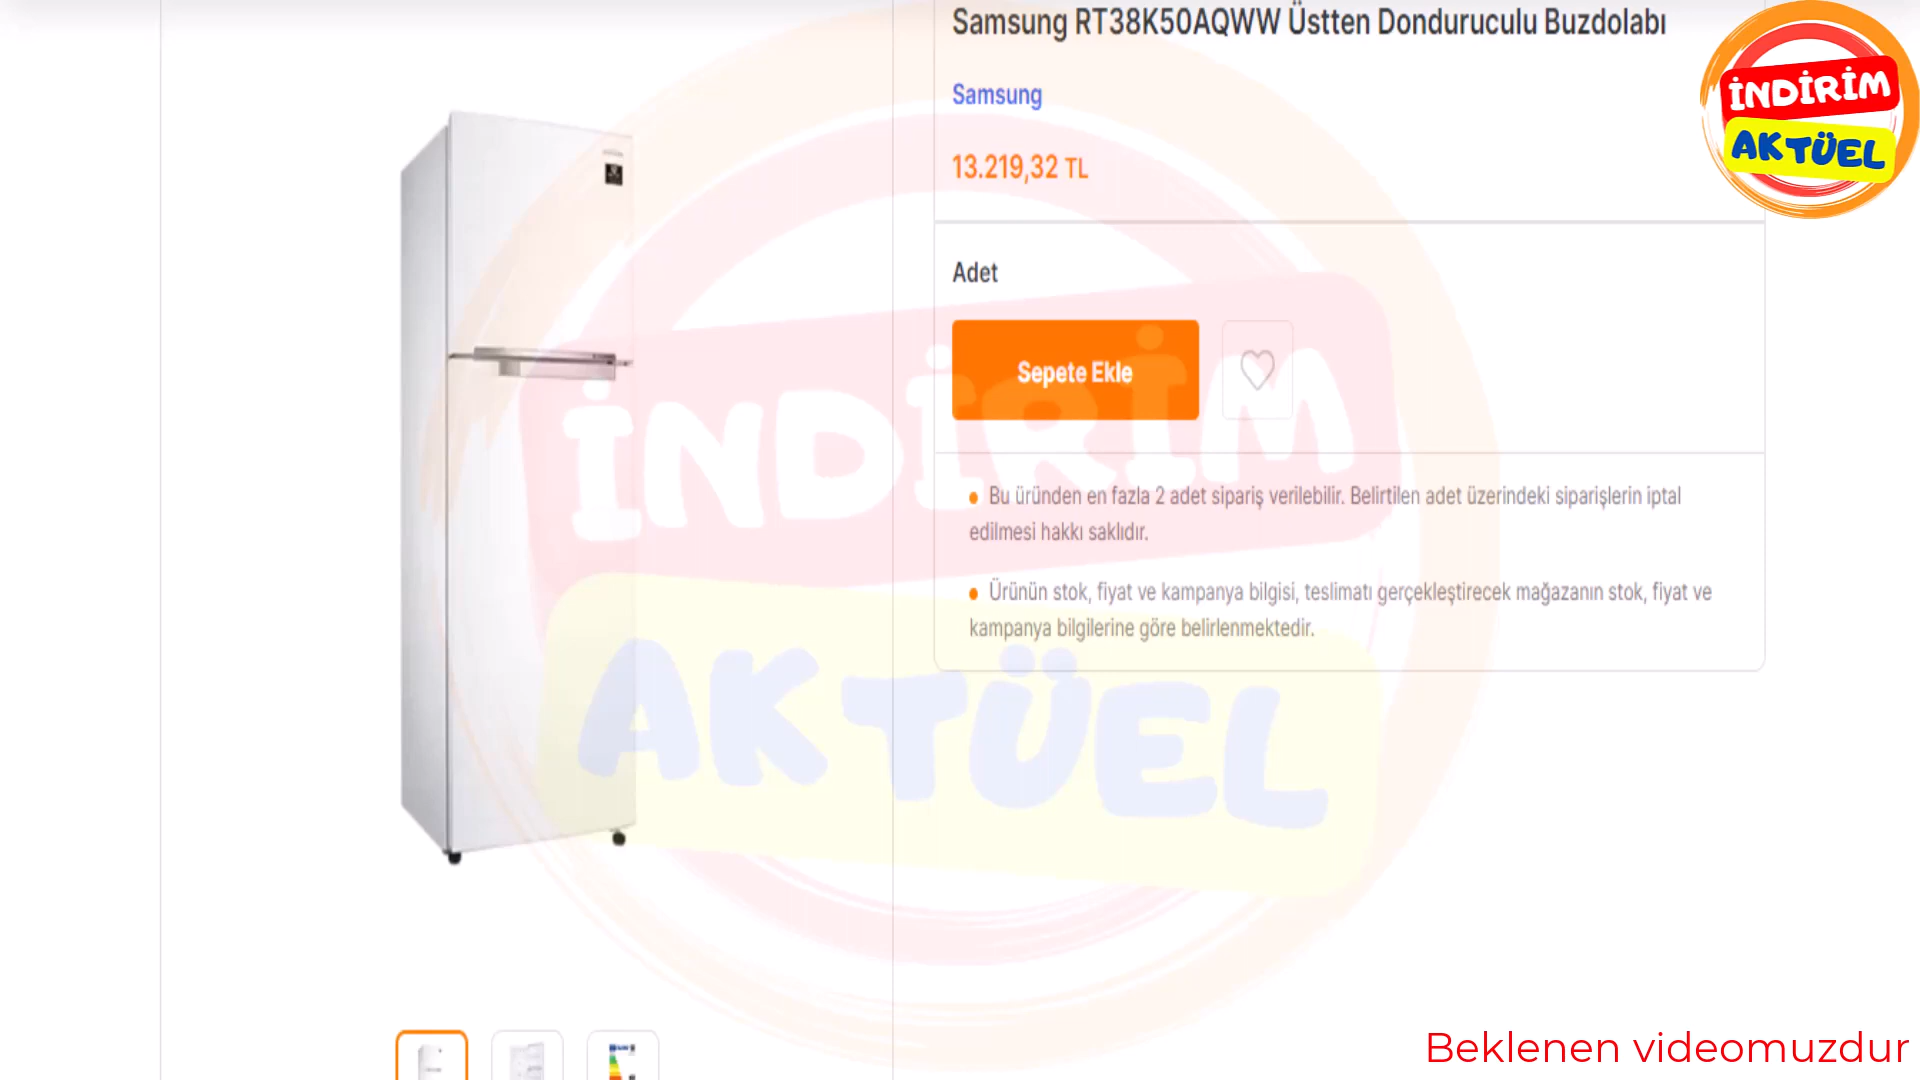 Samsung RT38K50AQWW Üstten Donduruculu Buzdolabı
Samsung
13.219,32 TL
Adet
Sepete Ekle
Bu üründen en fazla 2 adet sipariş verilebilir. Belirtilen adet üzerindeki siparişlerin iptal
edilmesi hakkı saklıdır.
Ürünün stok, fiyat ve kampanya bilgisi, teslimatı gerçekleştirecek mağazanın stok, fiyat ve
kampanya bilgilerine göre belirlenmektedir.
İNDİRİM
AKTÜEL
İNDİRİM
AKTÜEL
Beklenen videomuzdur